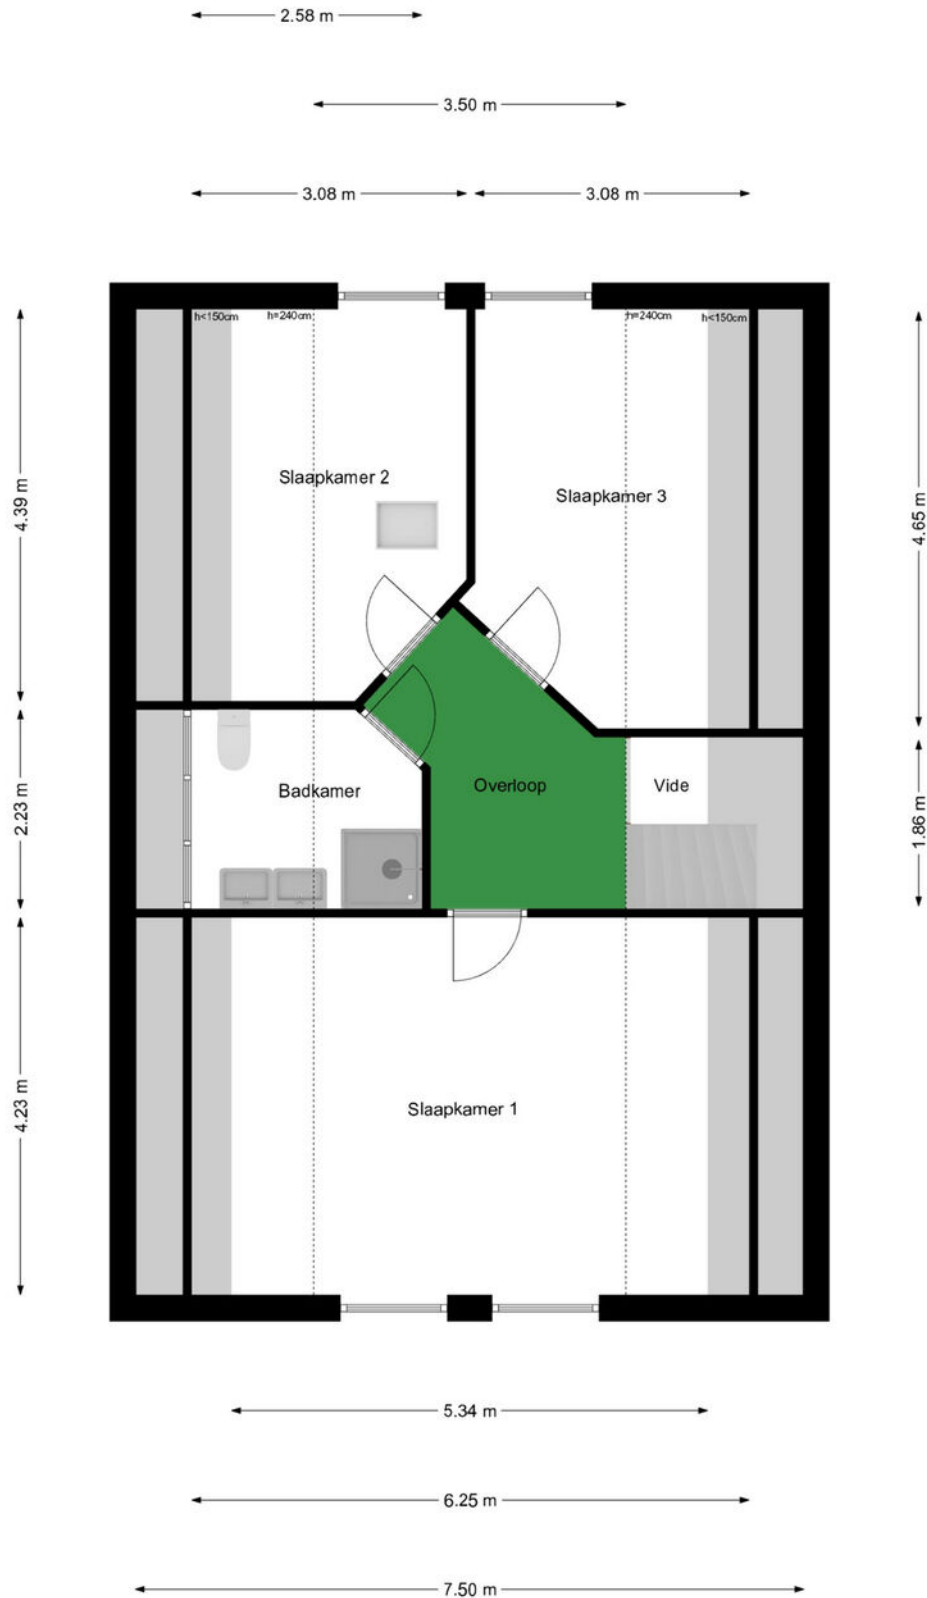 2.58 m
3.50 m
3.08 m
3.08 m
h<150cm
h=240cm
h=240cm
h<150cm
4.39 m
Slaapkamer 2
Slaapkamer 3
4.65 m
2.23 m
Badkamer
Overloop
Vide
1.86 m
4.23 m
Slaapkamer 1
5.34 m
6.25 m
7.50 m